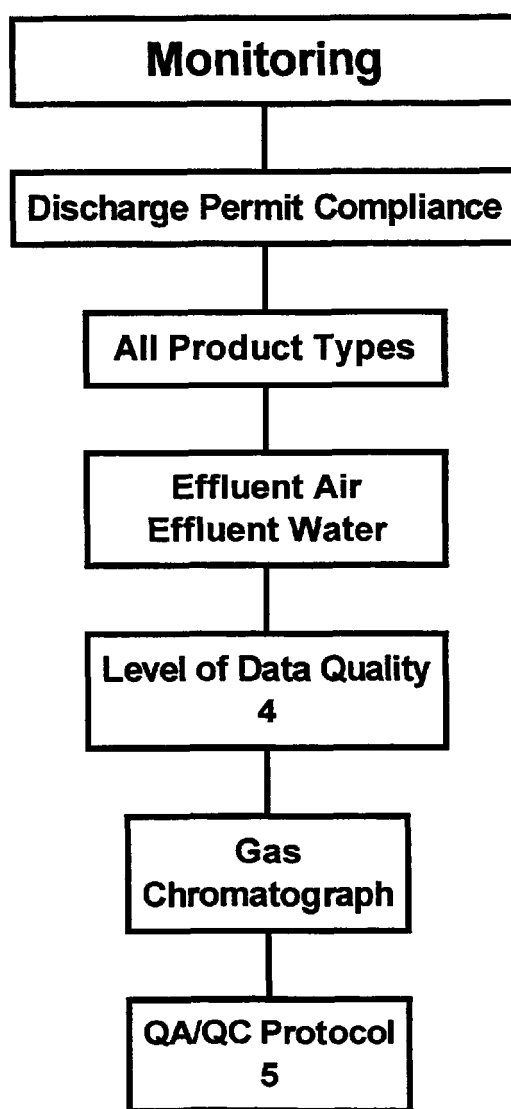 Monitoring
Discharge Permit Compliance
All Product Types
Effluent Air
Effluent Water
Level of Data Quality
4
Gas
Chromatograph
QA/QC Protocol
5